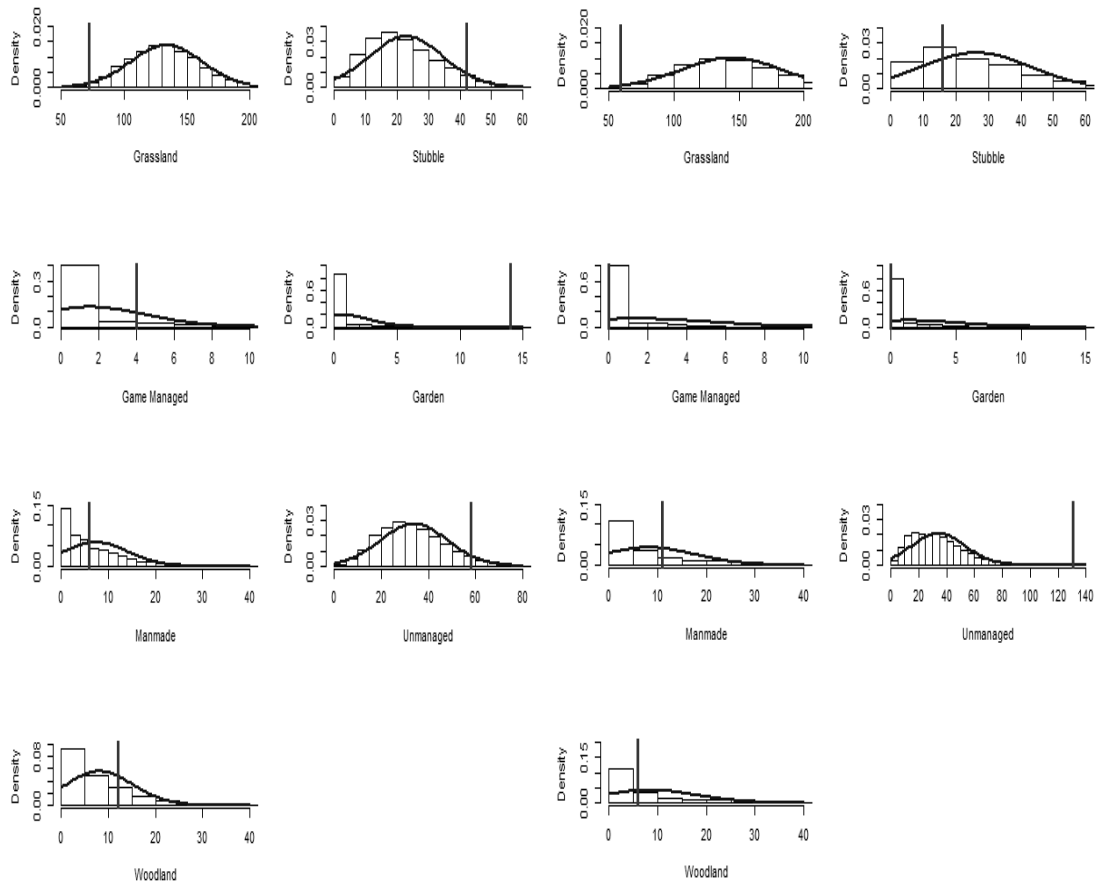 Density 0.000 0.020 50 100 150 200 Grassland
Density 0.00 0.03 0 10 20 30 40 50 60 Stubble
Density 0.000 0.020 50 100 150 200 Grassland
Density 0.00 0.03 0 10 20 30 40 50 60 Stubble
Density 0.0 0.3 0 2 4 6 8 10 Game Managed
Density 0.0 0.6 0 5 10 15 Garden
Density 0.0 0.6 0 2 4 6 8 10 Game Managed
Density 0.0 0.6 0 5 10 15 Garden
Density 0.00 0.15 0 10 20 30 40 Manmade
Density 0.00 0.03 0 20 40 60 80 Unmanaged
Density 0.00 0.15 0 10 20 30 40 Manmade
Density 0.00 0.03 0 20 40 60 80 100 120 140 Unmanaged
Density 0.00 0.08 0 10 20 30 40 Woodland
Density 0.00 0.15 0 10 20 30 40 Woodland